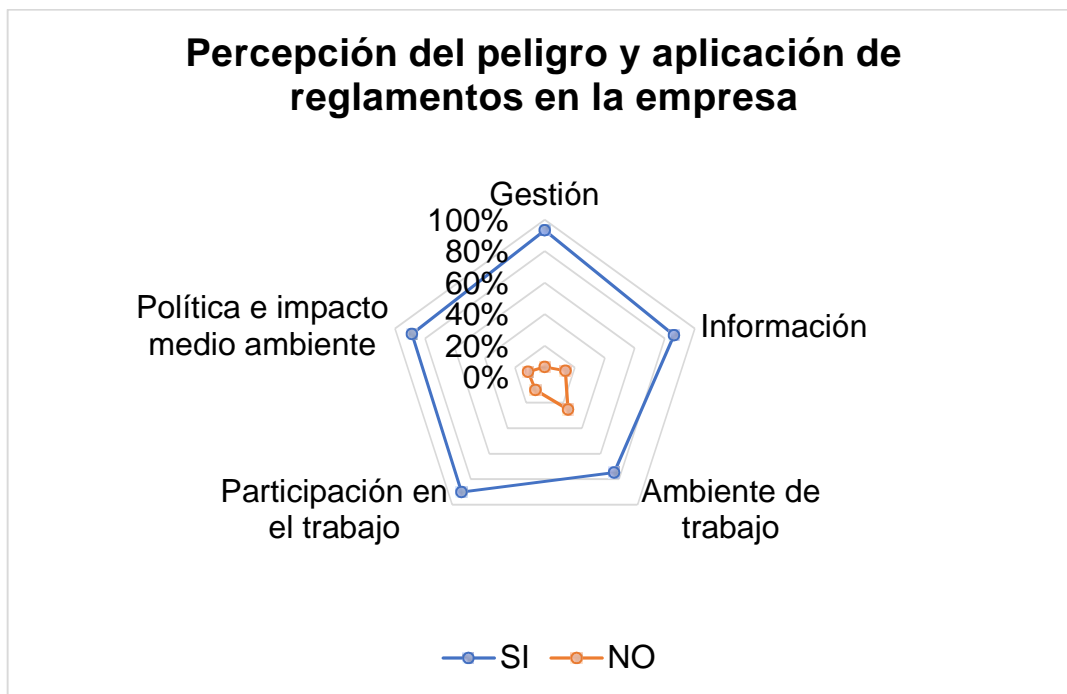 Percepción del peligro y aplicación de
reglamentos en la empresa
Gestión
100%
80%
60%
40%
20%
0%
Información
Ambiente de
trabajo
Participación en
el trabajo
Política e impacto
medio ambiente
SI
NO